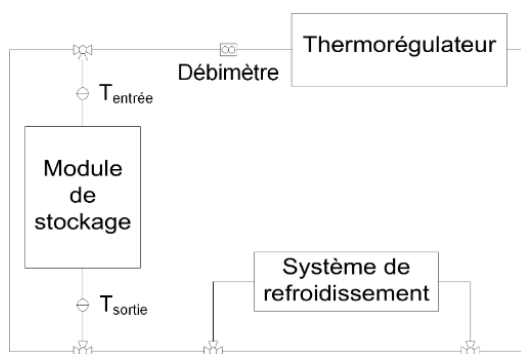 Thermorégulateur
Débimètre
Tentrée
Module
de
stockage
Système de
refroidissement
Tsortie